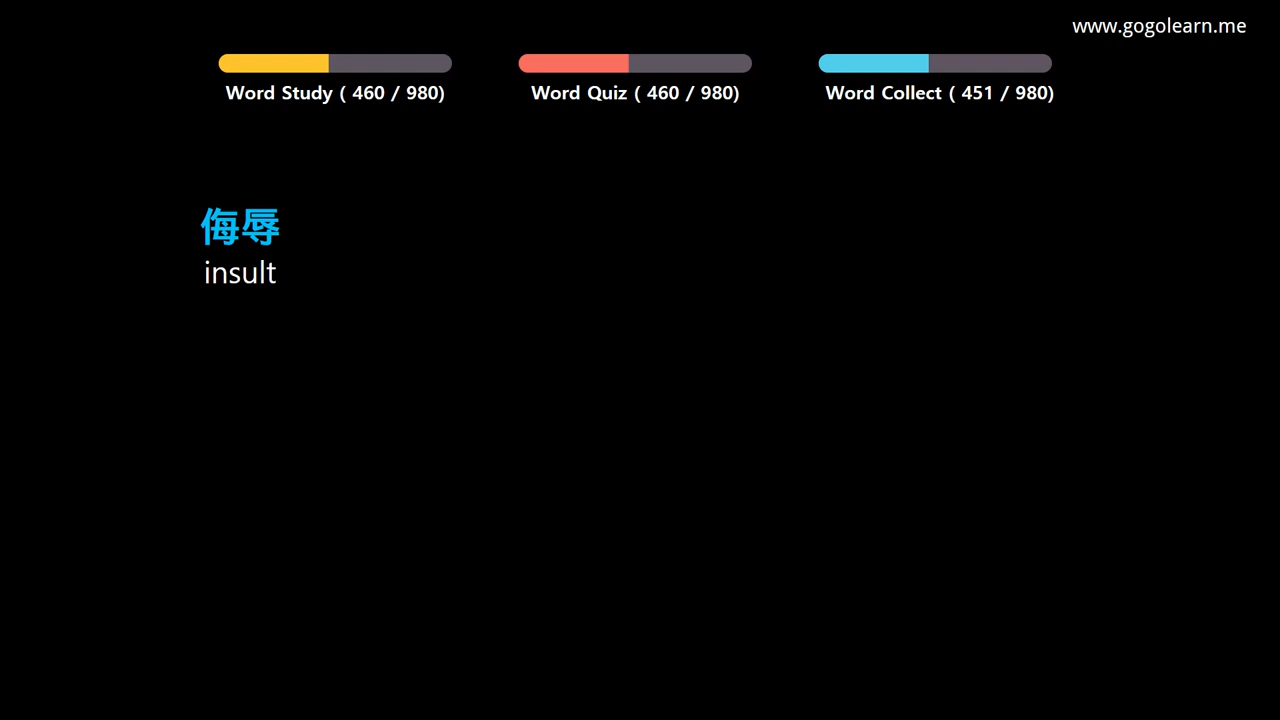 www.gogolearn.me
Word Study ( 460 / 980)
Word Quiz ( 460 / 980)
Word Collect ( 451 / 980)
侮辱
insult